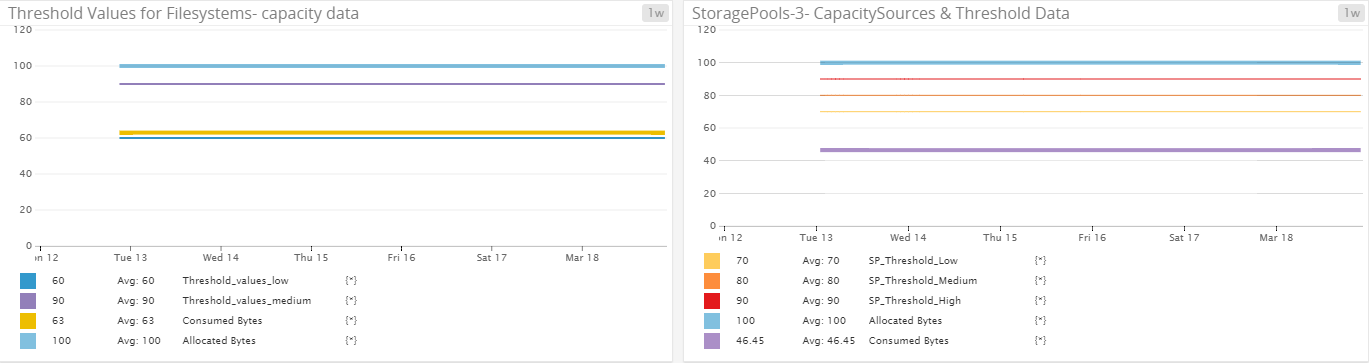 Threshold Values for Filesystems- capacity data
1w
120
100
80
60
40
20
0
n 12
Tue 13
Wed 14
Thu 15
Fri 16
Sat 17
Mar 18
60 Avg: 60 Threshold_values_low {*}
90 Avg: 90 Threshold_values_medium {*}
63 Avg: 63 Consumed Bytes {*}
100 Avg: 100 Allocated Bytes {*}
StoragePools-3- CapacitySources & Threshold Data
1w
120
100
80
60
40
20
0
n 12
Tue 13
Wed 14
Thu 15
Fri 16
Sat 17
Mar 18
70 Avg: 70 SP_Threshold_Low {*}
80 Avg: 80 SP_Threshold_Medium {*}
90 Avg: 90 SP_Threshold_High {*}
100 Avg: 100 Allocated Bytes {*}
46.45 Avg: 46.45 Consumed Bytes {*}